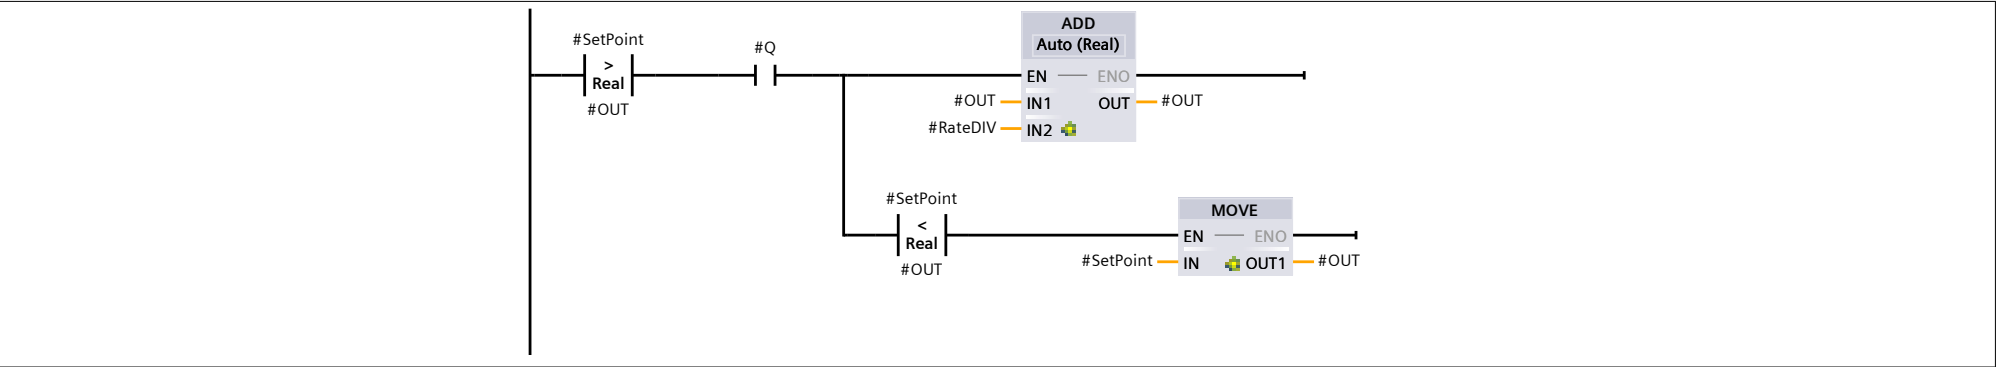 ADD
Auto (Real)
#SetPoint
>
Real
#OUT
#Q
EN ENO
#OUT IN1 OUT #OUT
#RateDIV IN2
#SetPoint
<
Real
#OUT
MOVE
EN ENO
#SetPoint IN OUT1 #OUT